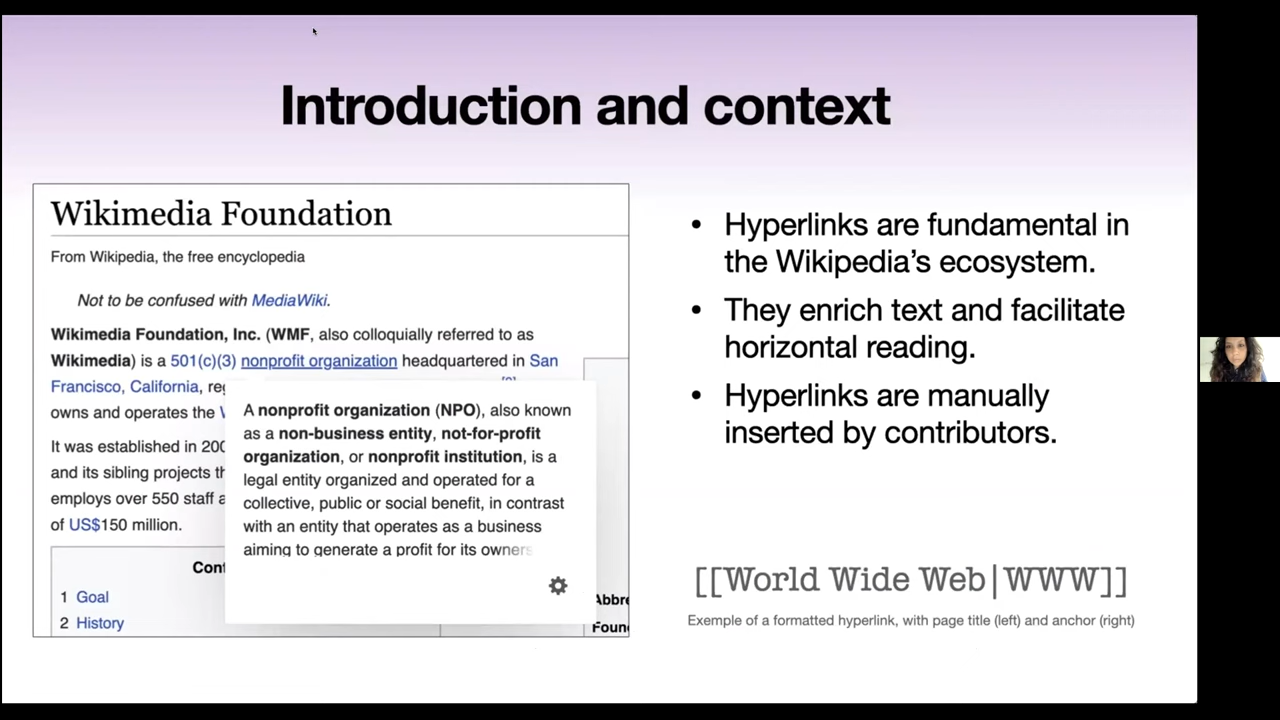 Introduction and context
Wikimedia Foundation
From Wikipedia, the free encyclopedia
Not to be confused with MediaWiki.
Wikimedia Foundation, Inc. (WMF, also colloquially referred to as
Wikimedia) is a 501(c)(3) nonprofit organization headquartered in San
Francisco, California,
owns and operates the
It was established in
and its sibling projects
employs over 550 staff
of US$150 million.
A nonprofit organization (NPO), also known
as a non-business entity, not-for-profit
organization, or nonprofit institution, is a
legal entity organized and operated for a
collective, public or social benefit, in contrast
with an entity that operates as a business
aiming to generate a profit for its owners
1 Goal
2 History
Hyperlinks are fundamental in
the Wikipedia’s ecosystem.
They enrich text and facilitate
horizontal reading.
Hyperlinks are manually
inserted by contributors.
[[World Wide Web|WWW]]
Exemple of a formatted hyperlink, with page title (left) and anchor (right)